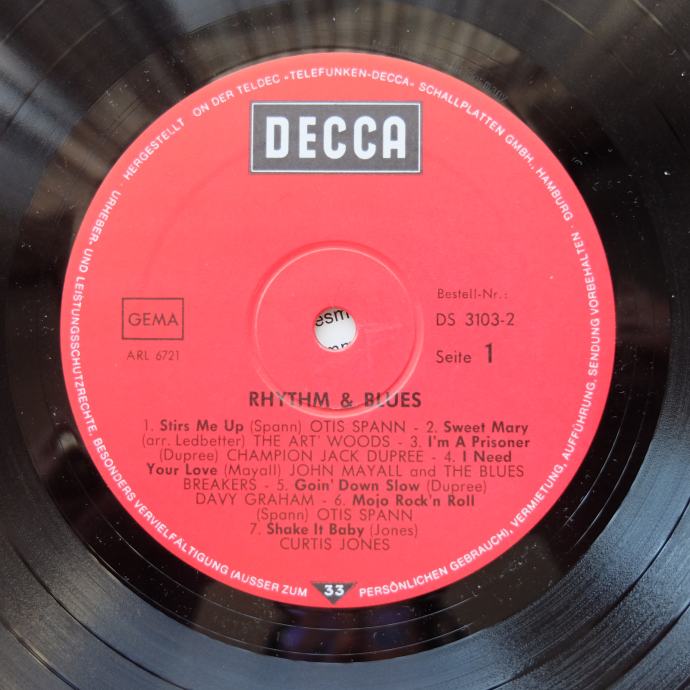 URHEBER- UND LEISTUNGSSCHUTZRECHTE, BESONDERS VERVIELFÄLTIGUNG (AUSSER ZUM PERSÖNLICHEN GEBRAUCH), VERMIETUNG, AUFFÜHRUNG, SENDUNG VORBEHALTEN · HERGESTELLT ON DER TELDEC »TELEFUNKEN-DECCA« SCHALLPLATTEN GMBH., HAMBURG ·
DECCA
Bestell-Nr.:
GEMA
DS 3103-2
ARL 6721
Seite 1
esm
RHYTHM & BLUES
1. Stirs Me Up (Spann) OTIS SPANN - 2. Sweet Mary
(arr. Ledbetter) THE ART' WOODS - 3. I'm A Prisoner
(Dupree) CHAMPION JACK DUPREE - 4. I Need
Your Love (Mayall) JOHN MAYALL and THE BLUES
BREAKERS - 5. Goin' Down Slow (Dupree)
DAVY GRAHAM - 6. Mojo Rock'n Roll
(Spann) OTIS SPANN
7. Shake It Baby (Jones)
CURTIS JONES
33